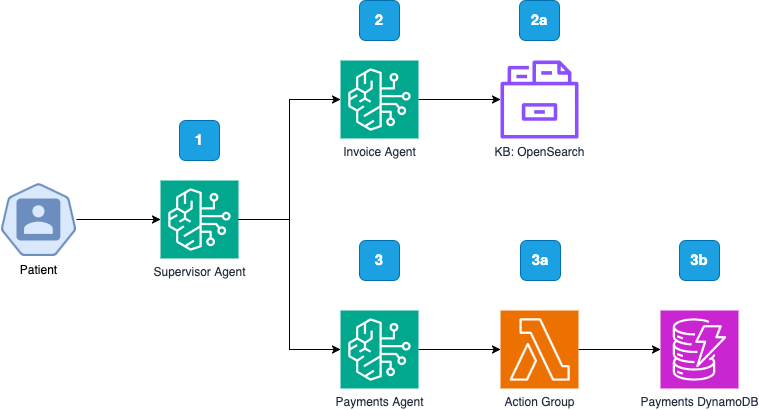 2
2a
Invoice Agent
KB: OpenSearch
1
Patient
Supervisor Agent
3
3a
3b
Payments Agent
Action Group
Payments DynamoDB